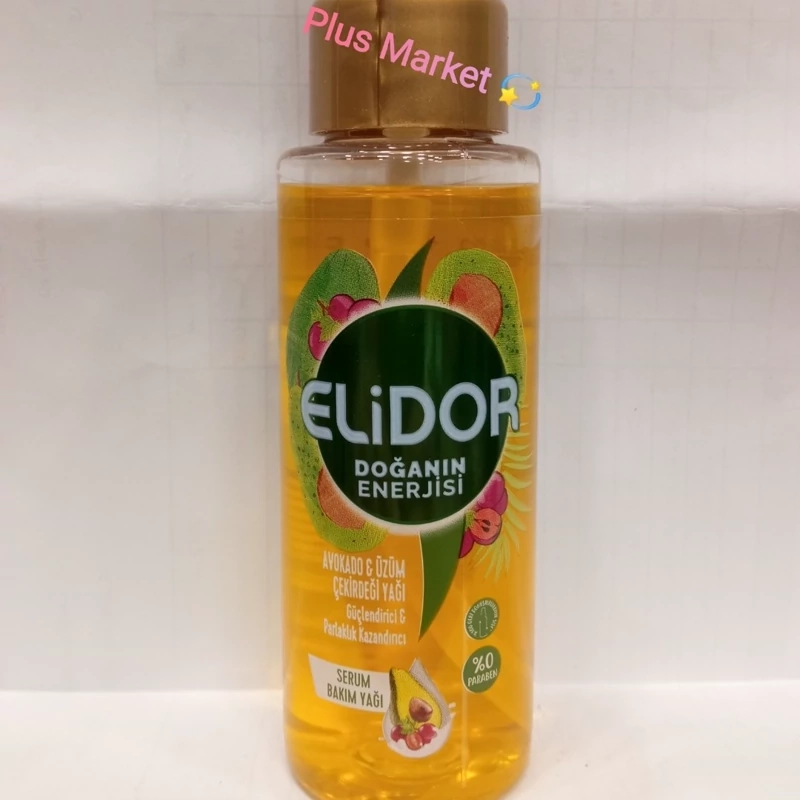 Plus Market
ELiDOR
DOĞANIN
ENERJİSİ
AVOKADO & ÜZÜM
ÇEKİRDEĞİ YAĞI
Güçlendirici &
Parlaklık Kazandırıcı
SERUM
BAKIM YAĞI
%0
PARABEN